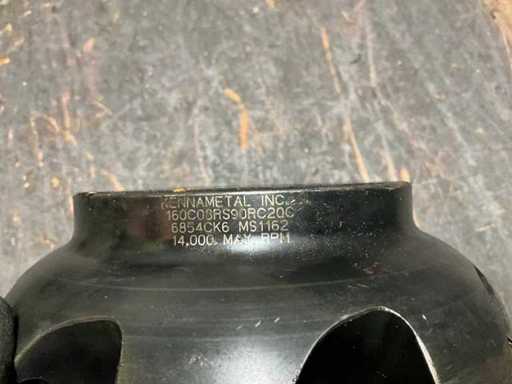 KENNAMETAL INC.
160C08RS90RC20C
6854CK6 MS1162
14,000 MAX RPM